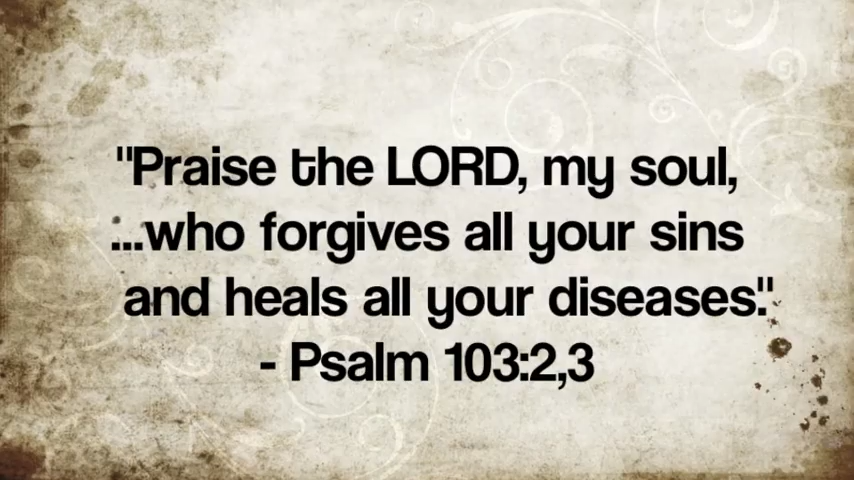 "Praise the LORD, my soul,
...who forgives all your sins
and heals all your diseases."
- Psalm 103:2,3